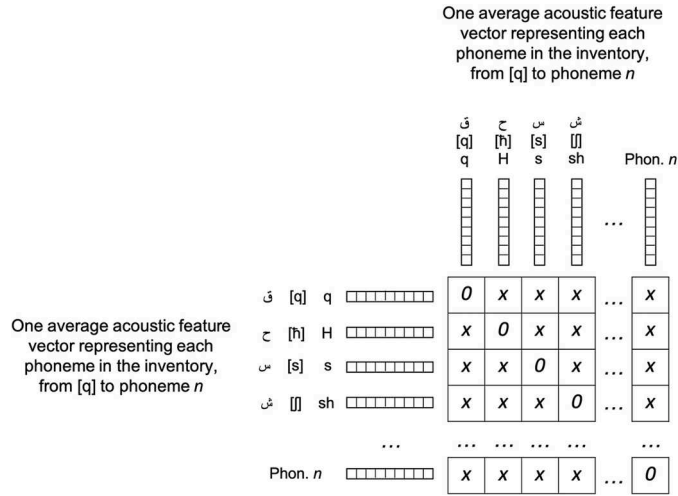 One average acoustic feature
vector representing each
phoneme in the inventory,
from [q] to phoneme n
ق ح س ش
[q] [ħ] [s] [ʃ]
q H s sh Phon. n
...
ق [q] q 0 x x x ... x
ح [ħ] H x 0 x x ... x
س [s] s x x 0 x ... x
ش [ʃ] sh x x x 0 ... x
One average acoustic feature
vector representing each
phoneme in the inventory,
from [q] to phoneme n
... ... ... ... ... ...
Phon. n x x x x ... 0